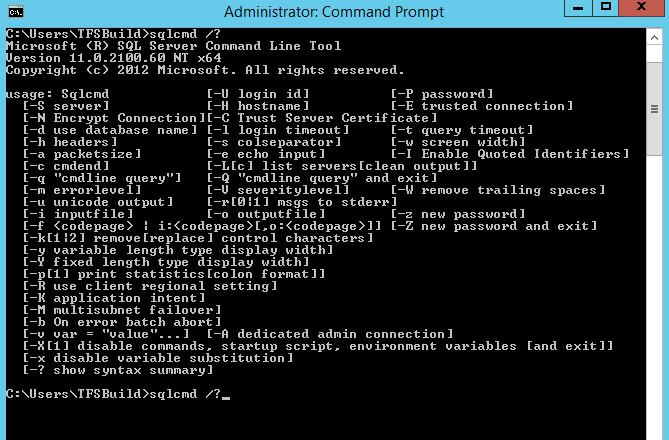 Administrator: Command Prompt
C:\Users\TFSBuild>sqlcmd /?
Microsoft (R) SQL Server Command Line Tool
Version 11.0.2100.60 NT x64
Copyright (c) 2012 Microsoft. All rights reserved.
usage: Sqlcmd [-U login id] [-P password]
[-S server] [-H hostname] [-E trusted connection]
[-N Encrypt Connection][-C Trust Server Certificate]
[-d use database name] [-l login timeout] [-t query timeout]
[-h headers] [-s colseparator] [-w screen width]
[-a packetsize] [-e echo input] [-I Enable Quoted Identifiers]
[-c cmdend] [-L[c] list servers[clean output]]
[-q "cmdline query"] [-Q "cmdline query" and exit]
[-m errorlevel] [-V severitylevel] [-W remove trailing spaces]
[-u unicode output] [-r[0|1] msgs to stderr]
[-i inputfile] [-o outputfile] [-z new password]
[-f <codepage> | i:<codepage>[,o:<codepage>]] [-Z new password and exit]
[-k[1|2] remove[replace] control characters]
[-y variable length type display width]
[-Y fixed length type display width]
[-p[1] print statistics[colon format]]
[-R use client regional setting]
[-K application intent]
[-M multisubnet failover]
[-b On error batch abort]
[-v var = "value"...] [-A dedicated admin connection]
[-X[1] disable commands, startup script, environment variables [and exit]]
[-x disable variable substitution]
[-? show syntax summary]
C:\Users\TFSBuild>sqlcmd /?_